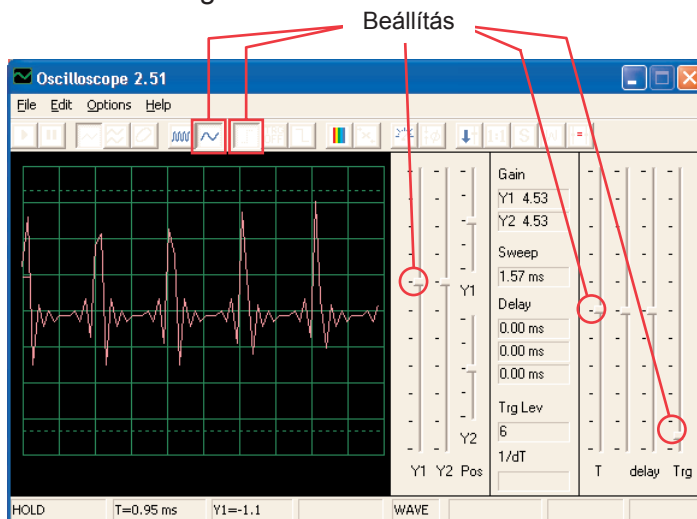 Beállítás
Oscilloscope 2.51
File Edit Options Help
Gain
Y1 4.53
Y2 4.53
Sweep
1.57 ms
Delay
0.00 ms
0.00 ms
0.00 ms
Trg Lev
6
1/dT
Y1
Y2
Y1 Y2 Pos
T delay Trg
HOLD T=0.95 ms Y1=-1.1 WAVE